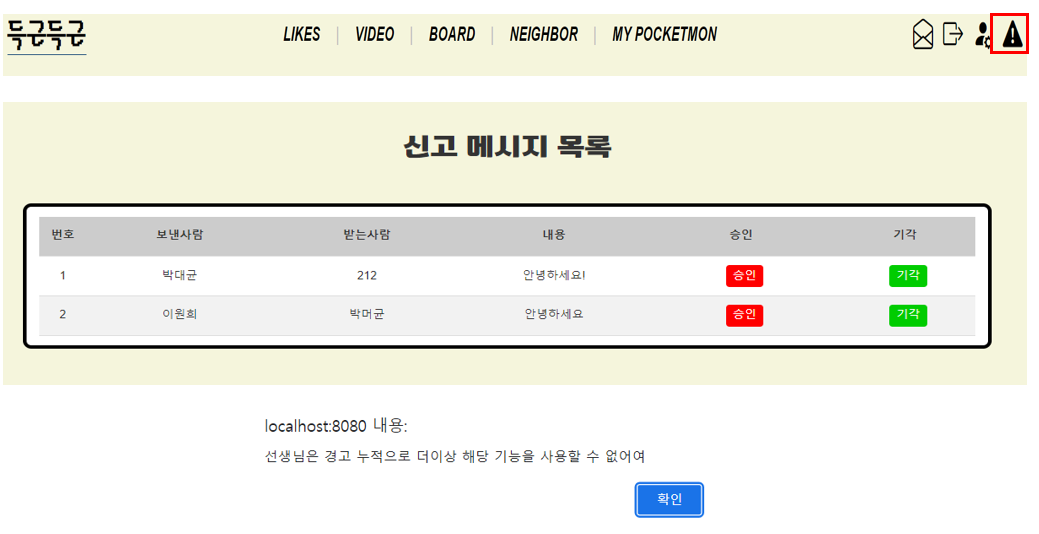 두근두근
LIKES | VIDEO | BOARD | NEIGHBOR | MY POCKETMON
신고 메시지 목록
번호 보낸사람 받는사람 내용 승인 기각
1 박대균 212 안녕하세요! 승인 기각
2 이원희 박머균 안녕하세요 승인 기각
localhost:8080 내용:
선생님은 경고 누적으로 더이상 해당 기능을 사용할 수 없어여
확인